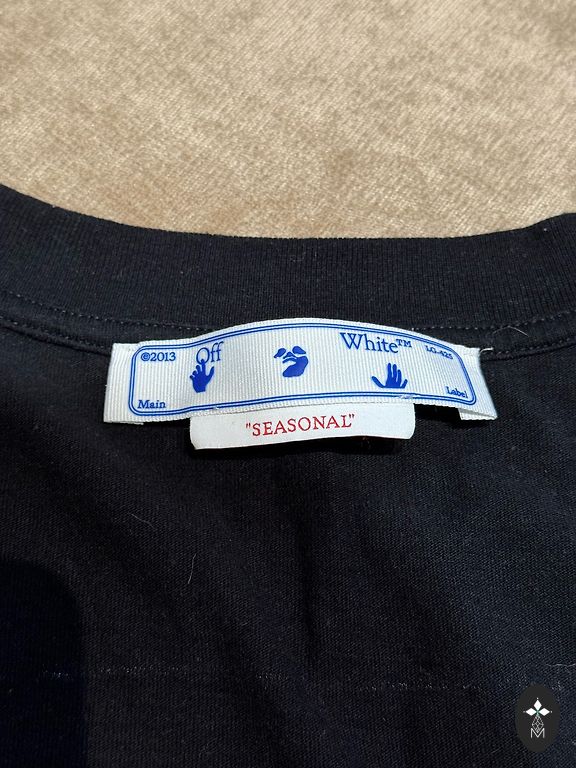 ©2013 Off White™ LG-425
Main Label
"SEASONAL"
M